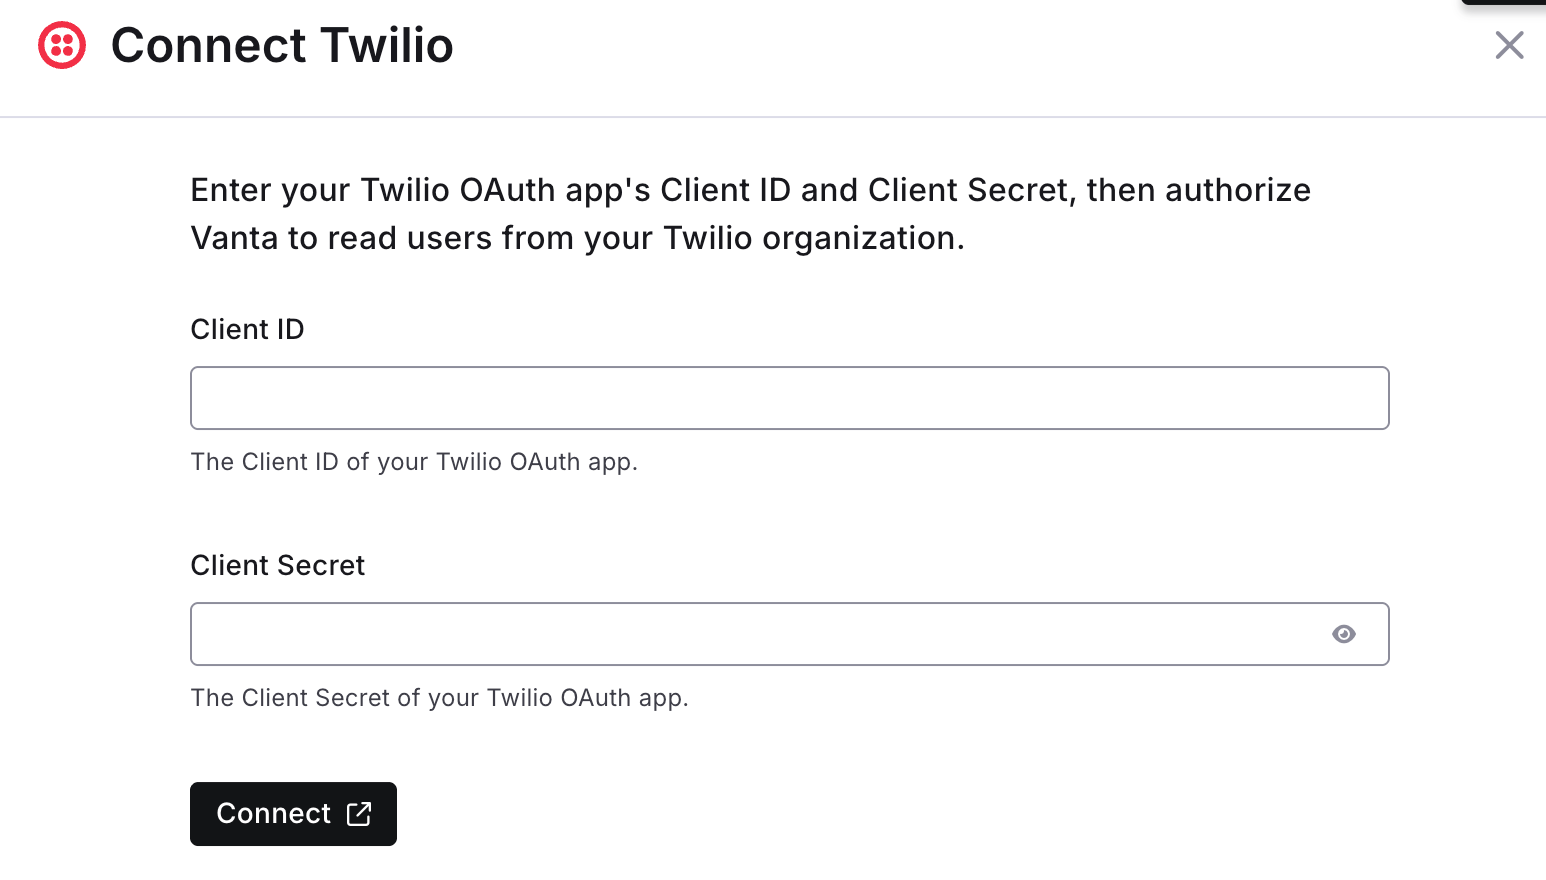 Connect Twilio
Enter your Twilio OAuth app's Client ID and Client Secret, then authorize
Vanta to read users from your Twilio organization.
Client ID
The Client ID of your Twilio OAuth app.
Client Secret
The Client Secret of your Twilio OAuth app.
Connect